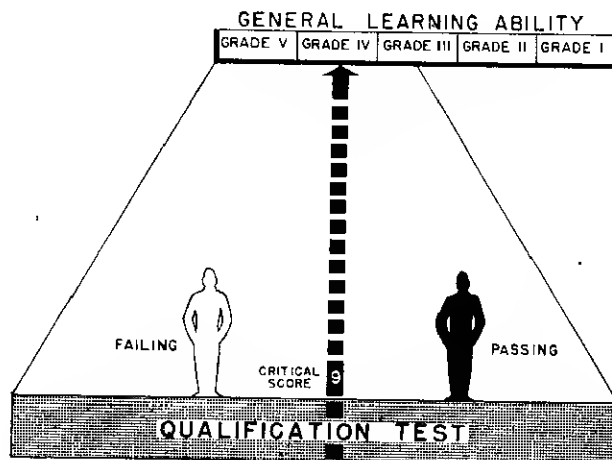 GENERAL LEARNING ABILITY
GRADE V GRADE IV GRADE III GRADE II GRADE I
FAILING
PASSING
CRITICAL
SCORE
9
QUALIFICATION TEST